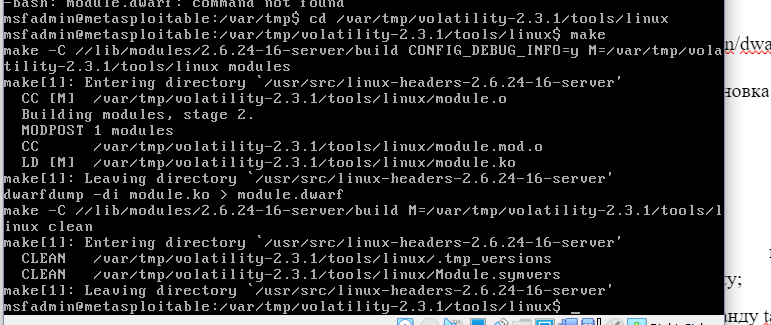 -bash: module.dwarf: command not found
msfadmin@metasploitable:/var/tmp$ cd /var/tmp/volatility-2.3.1/tools/linux
msfadmin@metasploitable:/var/tmp/volatility-2.3.1/tools/linux$ make
make -C //lib/modules/2.6.24-16-server/build CONFIG_DEBUG_INFO=y M=/var/tmp/vola
tility-2.3.1/tools/linux modules
make[1]: Entering directory `/usr/src/linux-headers-2.6.24-16-server'
CC [M]  /var/tmp/volatility-2.3.1/tools/linux/module.o
Building modules, stage 2.
MODPOST 1 modules
CC      /var/tmp/volatility-2.3.1/tools/linux/module.mod.o
LD [M]  /var/tmp/volatility-2.3.1/tools/linux/module.ko
make[1]: Leaving directory `/usr/src/linux-headers-2.6.24-16-server'
dwarfdump -di module.ko > module.dwarf
make -C //lib/modules/2.6.24-16-server/build M=/var/tmp/volatility-2.3.1/tools/l
inux clean
make[1]: Entering directory `/usr/src/linux-headers-2.6.24-16-server'
CLEAN   /var/tmp/volatility-2.3.1/tools/linux/.tmp_versions
CLEAN   /var/tmp/volatility-2.3.1/tools/linux/Module.symvers
make[1]: Leaving directory `/usr/src/linux-headers-2.6.24-16-server'
msfadmin@metasploitable:/var/tmp/volatility-2.3.1/tools/linux$ _
n/dwa
новка
у;
анду ta